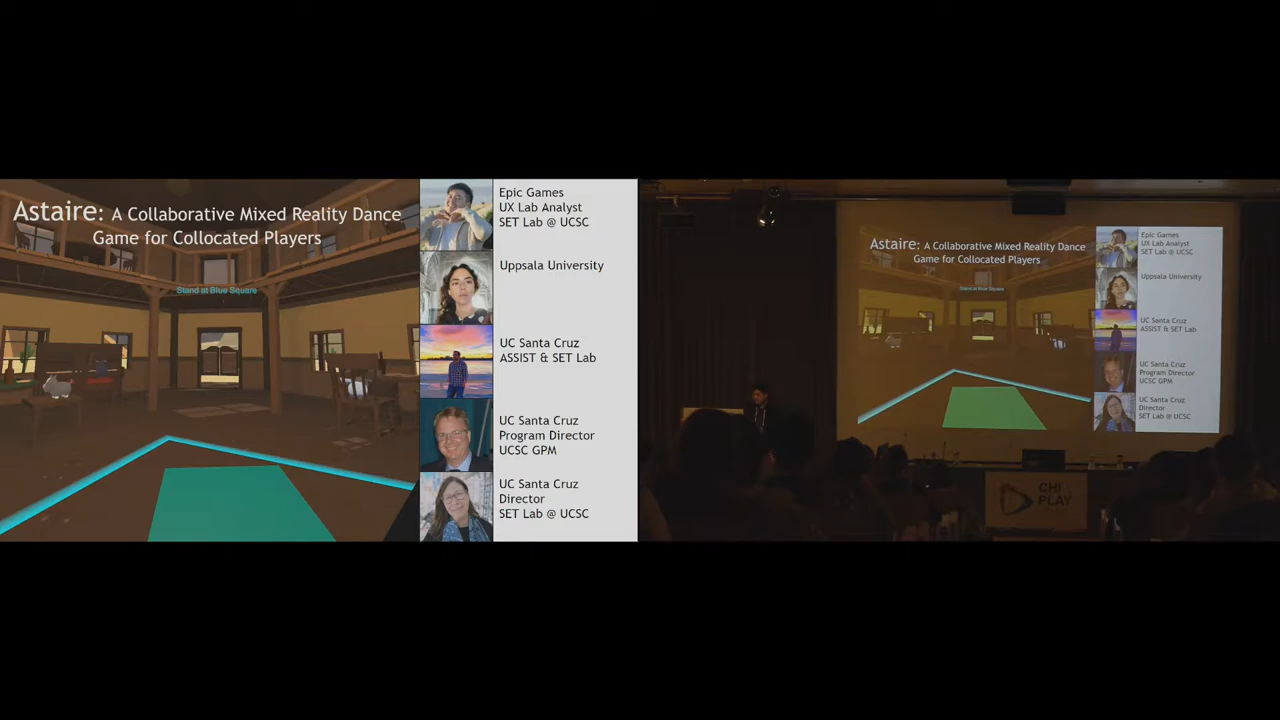 Astaire: A Collaborative Mixed Reality Dance
Game for Collocated Players
Stand at Blue Square
Epic Games
UX Lab Analyst
SET Lab @ UCSC
Uppsala University
UC Santa Cruz
ASSIST & SET Lab
UC Santa Cruz
Program Director
UCSC GPM
UC Santa Cruz
Director
SET Lab @ UCSC
Astaire: A Collaborative Mixed Reality Dance
Game for Collocated Players
Stand at Blue Square
Epic Games
UX Lab Analyst
SET Lab @ UCSC
Uppsala University
UC Santa Cruz
ASSIST & SET Lab
UC Santa Cruz
Program Director
UCSC GPM
UC Santa Cruz
Director
SET Lab @ UCSC
CHI
PLAY